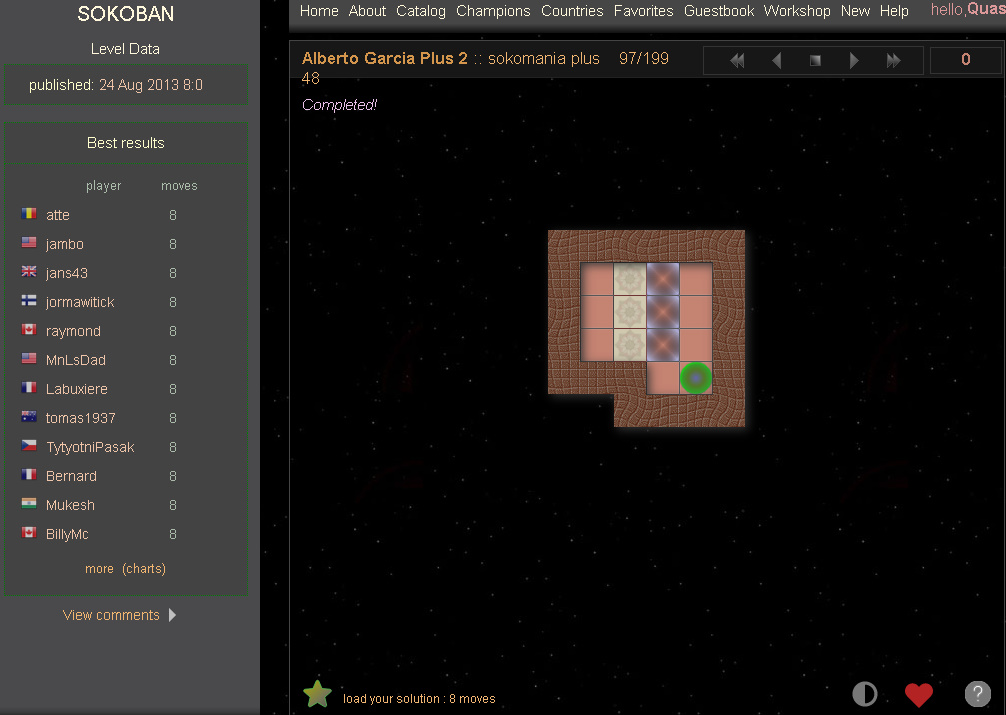 SOKOBAN
Level Data
published: 24 Aug 2013 8:0
Best results
player moves
atte 8
jambo 8
jans43 8
jormawitick 8
raymond 8
MnLsDad 8
Labuxiere 8
tomas1937 8
TytyotniPasak 8
Bernard 8
Mukesh 8
BillyMc 8
more (charts)
View comments
Home About Catalog Champions Countries Favorites Guestbook Workshop New Help hello,Quas
Alberto Garcia Plus 2 :: sokomania plus 97/199
48
0
Completed!
load your solution : 8 moves
?